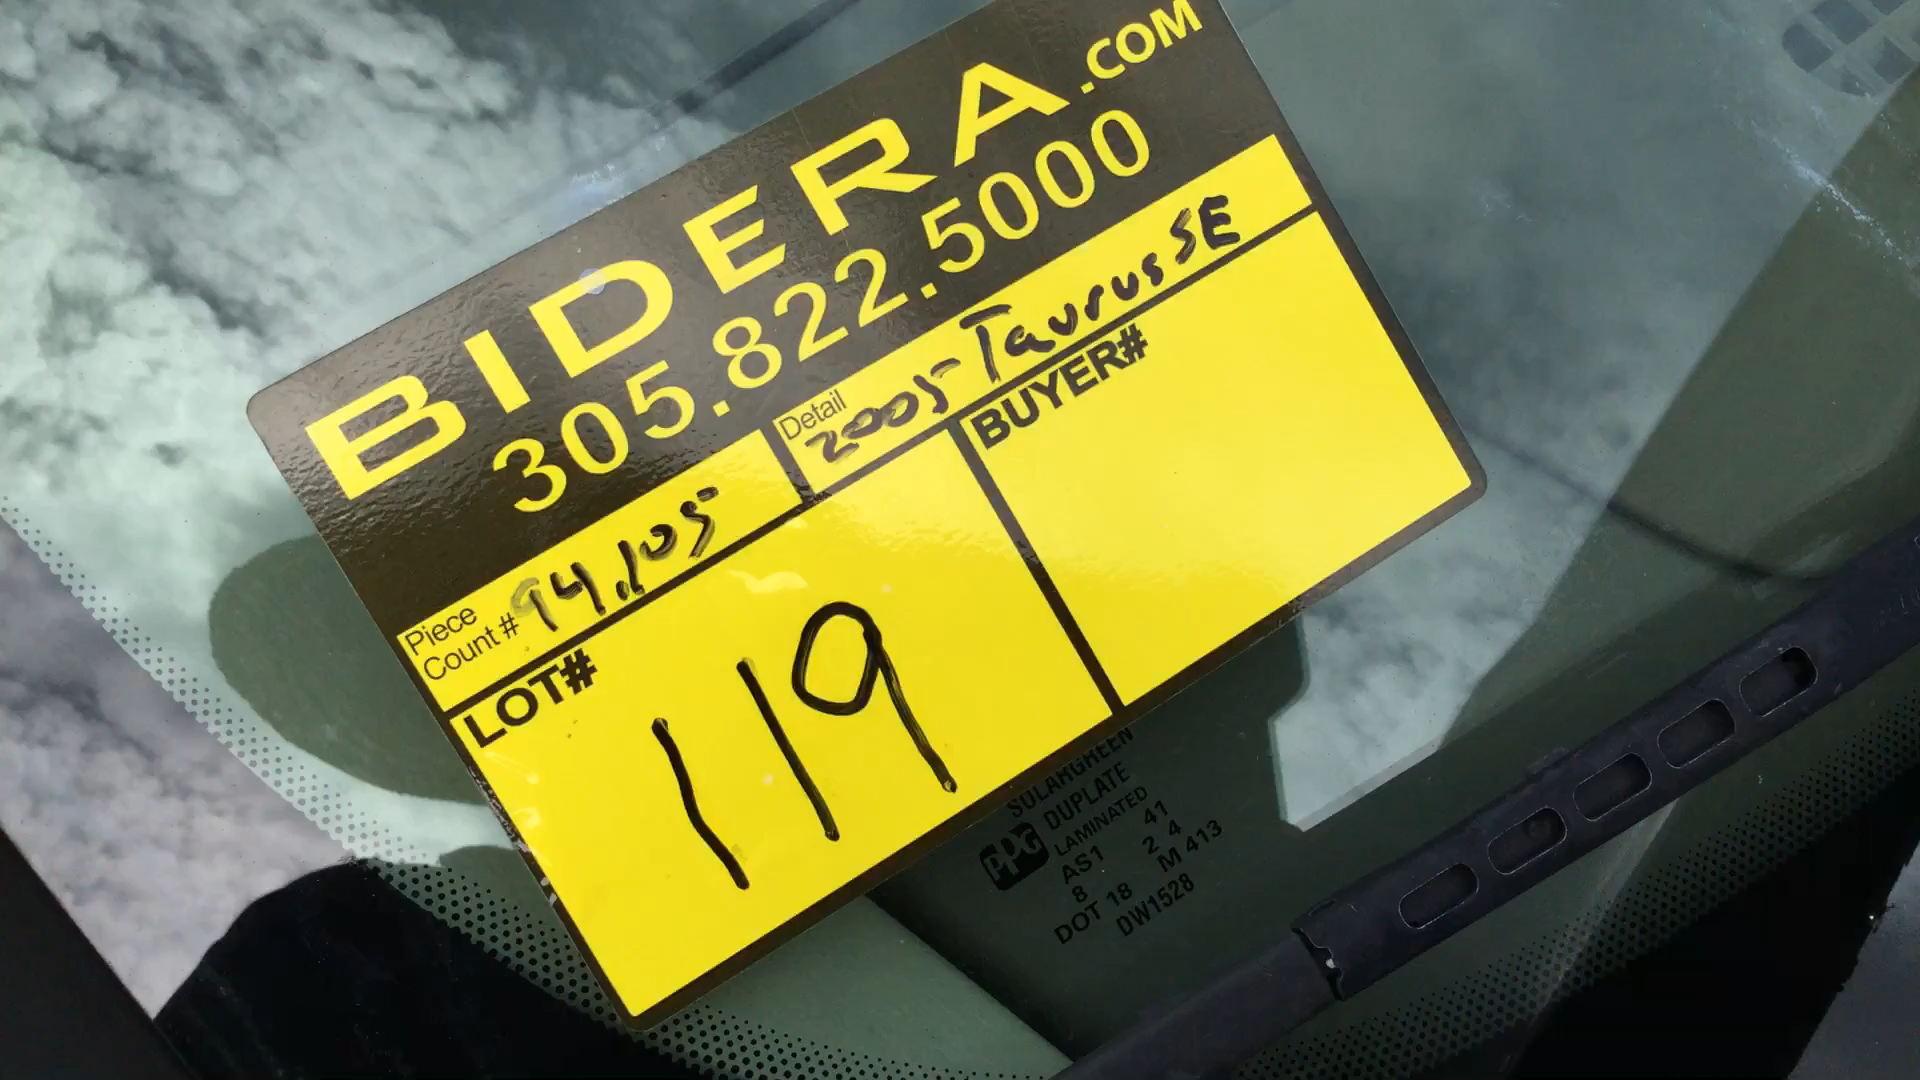 BIDERA.COM
305.822.5000
Piece Count # 94,105
Detail 2005-Taurus SE
LOT# 119
BUYER#
SOLARGREEN
DUPLATE
PPG LAMINATED
AS1 41
8 2 4
DOT 18 M 413
DW1528